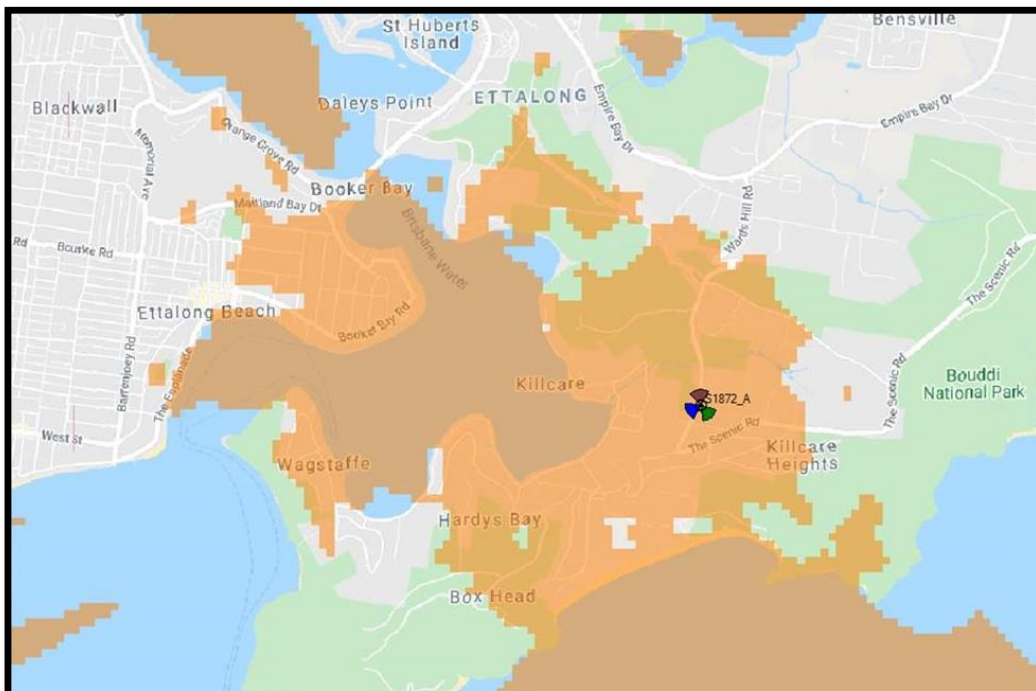 St Huberts
Island
Bensville
Blackwall
Daleys Point
ETTALONG
Empire Bay Dr
Empire Bay Dr
Orange Grove Rd
Memorial Ave
Booker Bay
Maitland Bay Dr
Brisbane Water
Wards Hill Rd
Rd
Bourke Rd
The Scenic Rd
Ettalong Beach
Booker Bay Rd
Barrenjoey Rd
The Esplanade
Killcare
The Scenic Rd
Bouddi
National Park
S1872_A
The Scenic Rd
West St
Wagstaffe
Killcare
Heights
Hardys Bay
Box Head